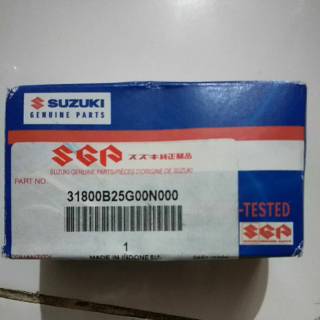 SUZUKI
GENUINE PARTS
SGP スズキ純正部品
SUZUKI GENUINE PARTS/PIÈCES D'ORIGINE DE SUZUKI
PART NO.
31800B25G00N000
-TESTED
SGP
1
MADE IN